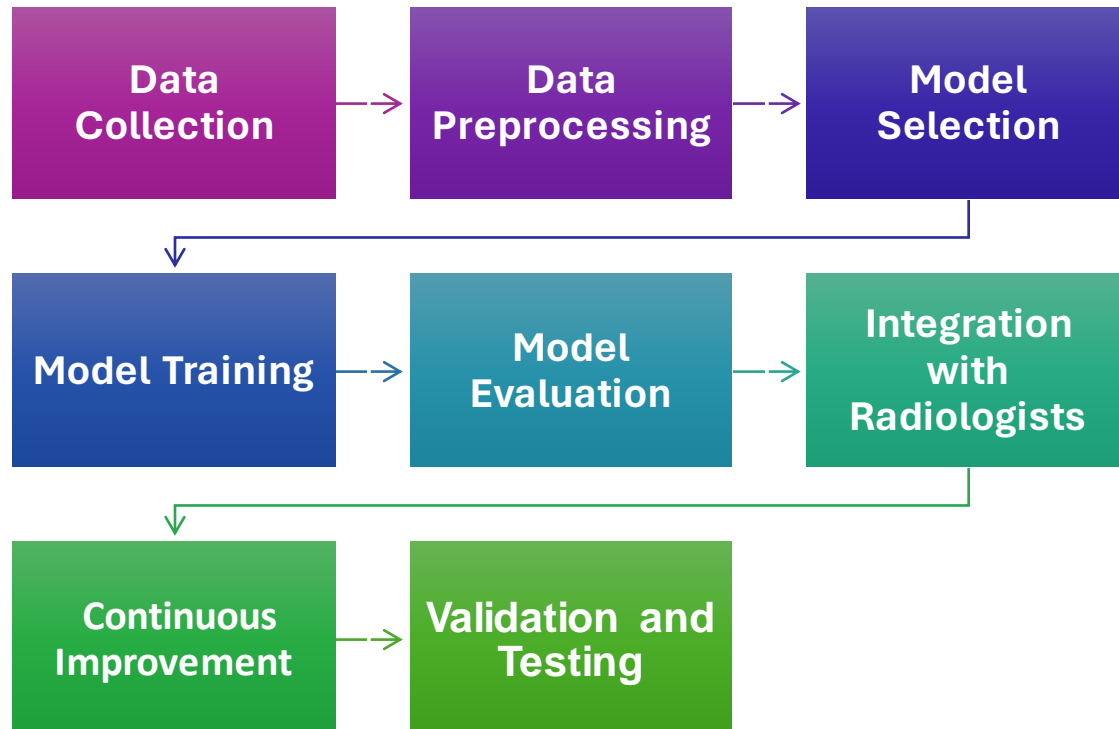 Data
Collection
Data
Preprocessing
Model
Selection
Model Training
Model
Evaluation
Integration
with
Radiologists
Continuous
Improvement
Validation and
Testing